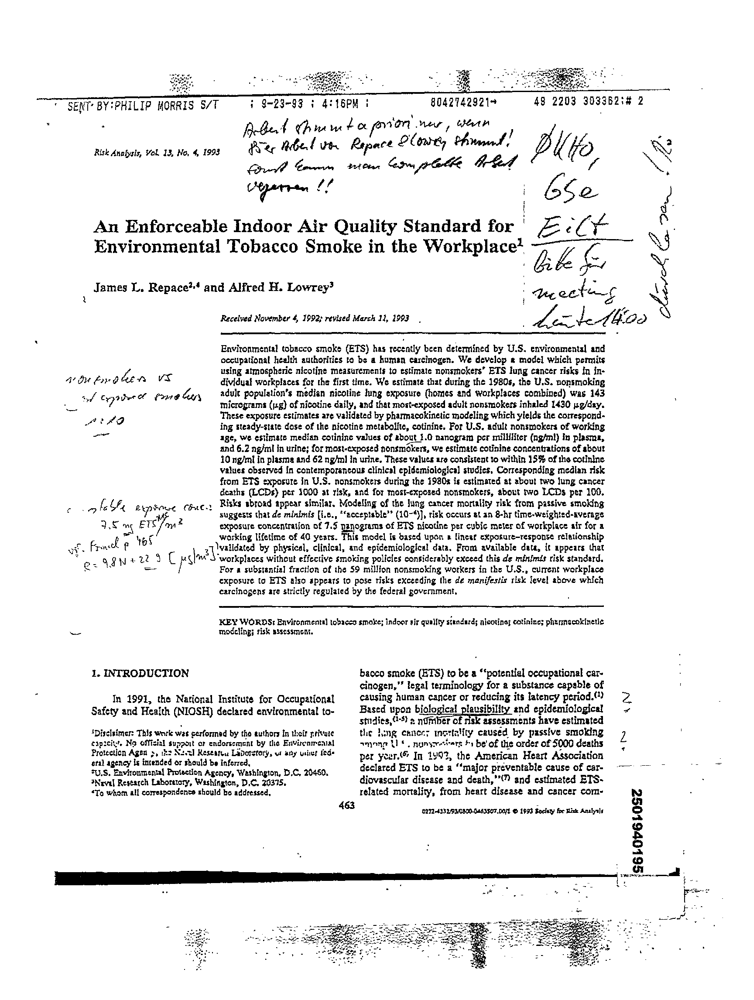 SENT BY:PHILIP MORRIS S/T ; 9-23-93 ; 4:16PM ; 8042742921→ 49 2203 303362:# 2
Arbeit stimmt a priori nur, wenn
Arbeit von Repace & Lowrey stimmt!
sonst kann man komplette Arbeit
vergessen !!
Risk Analysis, Vol. 13, No. 4, 1993
GSe
Eilt
bitte für
meeting
heute 14.00
An Enforceable Indoor Air Quality Standard for
Environmental Tobacco Smoke in the Workplace¹
James L. Repace²,⁴ and Alfred H. Lowrey³
Received November 4, 1992; revised March 11, 1993
Environmental tobacco smoke (ETS) has recently been determined by U.S. environmental and
occupational health authorities to be a human carcinogen. We develop a model which permits
using atmospheric nicotine measurements to estimate nonsmokers' ETS lung cancer risks in in-
dividual workplaces for the first time. We estimate that during the 1980s, the U.S. nonsmoking
adult population's median nicotine lung exposure (homes and workplaces combined) was 143
micrograms (μg) of nicotine daily, and that most-exposed adult nonsmokers inhaled 1430 μg/day.
These exposure estimates are validated by pharmacokinetic modeling which yields the correspond-
ing steady-state dose of the nicotine metabolite, cotinine. For U.S. adult nonsmokers of working
age, we estimate median cotinine values of about 1.0 nanogram per milliliter (ng/ml) in plasma,
and 6.2 ng/ml in urine; for most-exposed nonsmokers, we estimate cotinine concentrations of about
10 ng/ml in plasma and 62 ng/ml in urine. These values are consistent to within 15% of the cotinine
values observed in contemporaneous clinical epidemiological studies. Corresponding median risk
from ETS exposure in U.S. nonsmokers during the 1980s is estimated at about two lung cancer
deaths (LCDs) per 1000 at risk, and for most-exposed nonsmokers, about two LCDs per 100.
Risks abroad appear similar. Modeling of the lung cancer mortality risk from passive smoking
suggests that de minimis [i.e., "acceptable" (10⁻⁶)], risk occurs at an 8-hr time-weighted-average
exposure concentration of 7.5 nanograms of ETS nicotine per cubic meter of workplace air for a
working lifetime of 40 years. This model is based upon a linear exposure–response relationship
validated by physical, clinical, and epidemiological data. From available data, it appears that
workplaces without effective smoking policies considerably exceed this de minimis risk standard.
For a substantial fraction of the 59 million nonsmoking workers in the U.S., current workplace
exposure to ETS also appears to pose risks exceeding the de manifestis risk level above which
carcinogens are strictly regulated by the federal government.
nonsmokers vs
exposed smokers
1:10
exposure conc.:
7.5 ng ETS/m³
p 465
R = 9.8N + 22.9 [μg/m³]
KEY WORDS: Environmental tobacco smoke; indoor air quality standard; nicotine; cotinine; pharmacokinetic
modeling; risk assessment.
1. INTRODUCTION
In 1991, the National Institute for Occupational
Safety and Health (NIOSH) declared environmental to-
¹Disclaimer: This work was performed by the authors in their private
capacity. No official support or endorsement by the Environmental
Protection Agency, the Naval Research Laboratory, or any other fed-
eral agency is intended or should be inferred.
²U.S. Environmental Protection Agency, Washington, D.C. 20460.
³Naval Research Laboratory, Washington, D.C. 20375.
⁴To whom all correspondence should be addressed.
bacco smoke (ETS) to be a "potential occupational car-
cinogen," legal terminology for a substance capable of
causing human cancer or reducing its latency period.(1)
Based upon biological plausibility and epidemiological
studies,(1-5) a number of risk assessments have estimated
the lung cancer mortality caused by passive smoking
among U.S. nonsmokers to be of the order of 5000 deaths
per year.(6) In 1992, the American Heart Association
declared ETS to be a "major preventable cause of car-
diovascular disease and death,"(7) and estimated ETS-
related mortality, from heart disease and cancer com-
2
2
463
0272-4332/93/0800-0463$07.00/1 © 1993 Society for Risk Analysis
2501940195